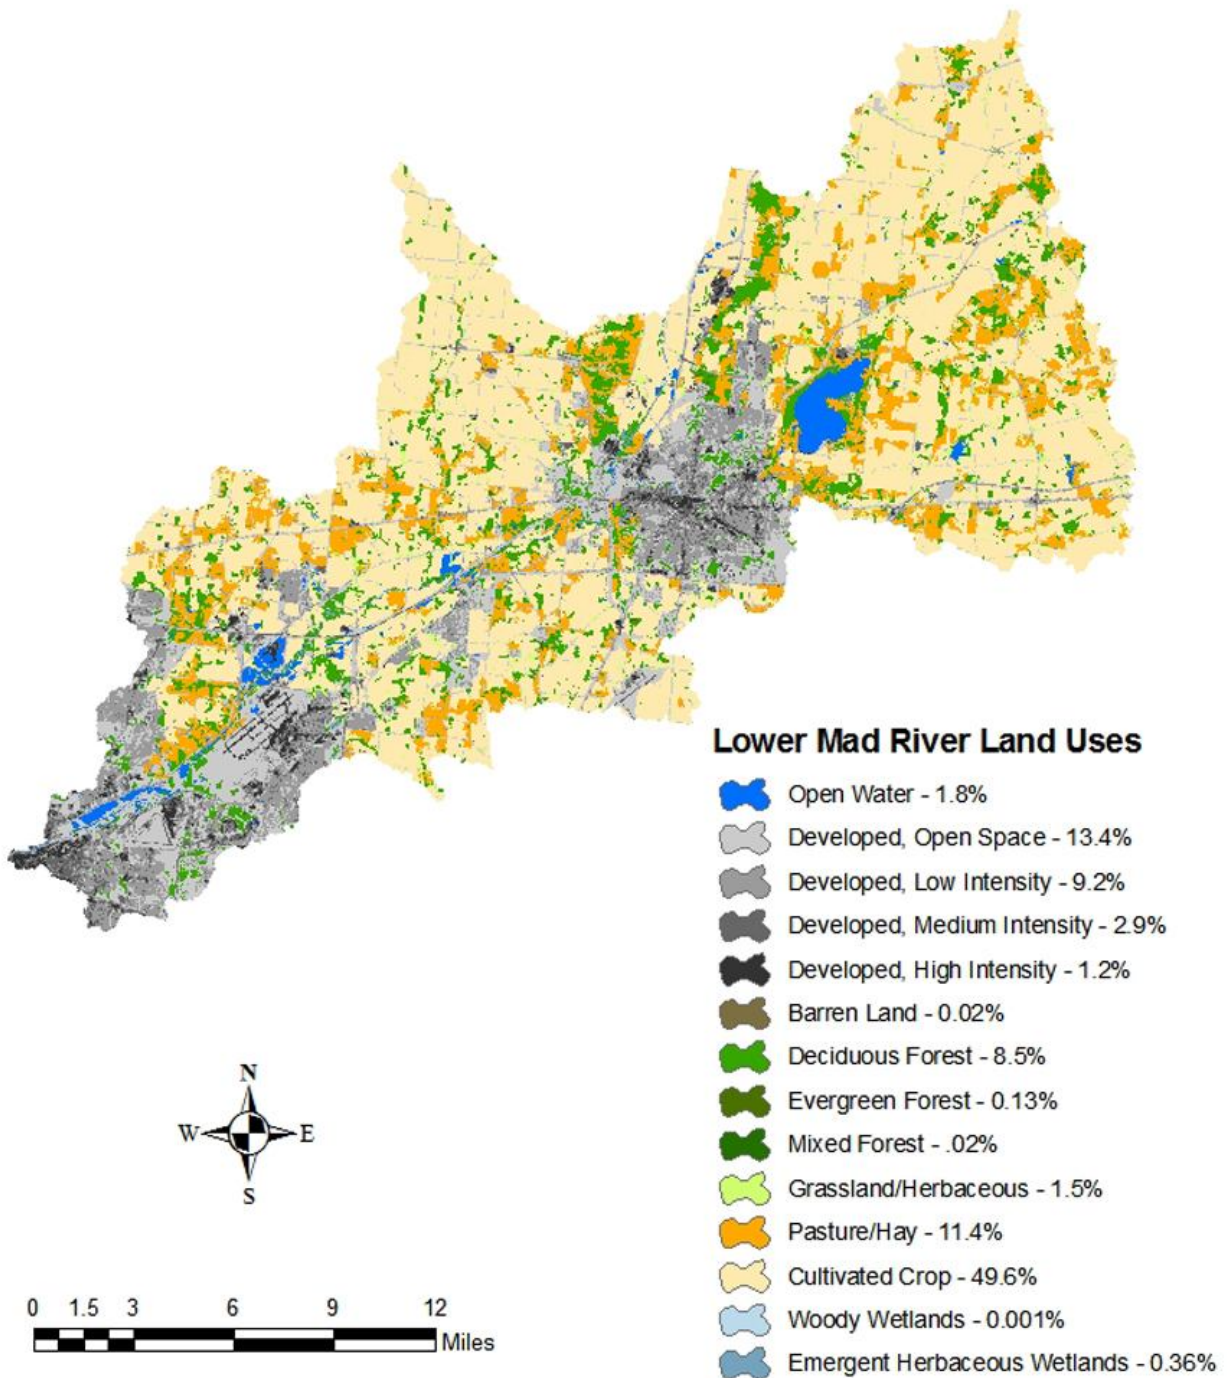 Lower Mad River Land Uses
Open Water - 1.8%
Developed, Open Space - 13.4%
Developed, Low Intensity - 9.2%
Developed, Medium Intensity - 2.9%
Developed, High Intensity - 1.2%
Barren Land - 0.02%
Deciduous Forest - 8.5%
Evergreen Forest - 0.13%
Mixed Forest - .02%
Grassland/Herbaceous - 1.5%
Pasture/Hay - 11.4%
Cultivated Crop - 49.6%
Woody Wetlands - 0.001%
Emergent Herbaceous Wetlands - 0.36%
N
W E
S
0 1.5 3 6 9 12
Miles